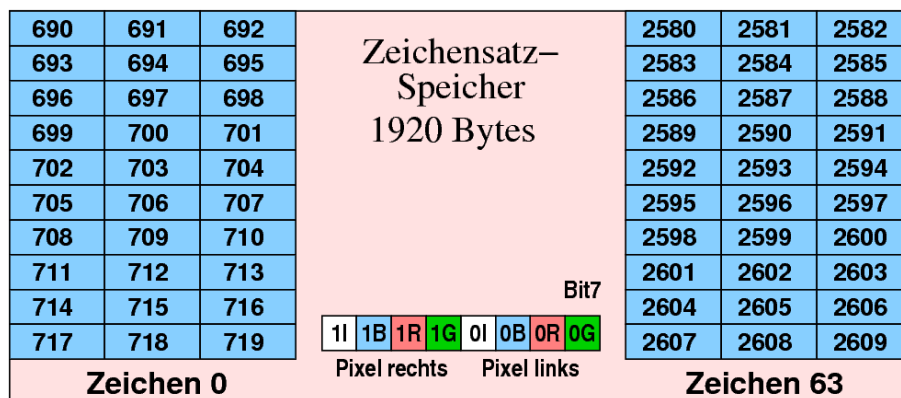 690 691 692
693 694 695
696 697 698
699 700 701
702 703 704
705 706 707
708 709 710
711 712 713
714 715 716
717 718 719
Zeichen 0
Zeichensatz–
Speicher
1920 Bytes
Bit7
1I 1B 1R 1G 0I 0B 0R 0G
Pixel rechts Pixel links
2580 2581 2582
2583 2584 2585
2586 2587 2588
2589 2590 2591
2592 2593 2594
2595 2596 2597
2598 2599 2600
2601 2602 2603
2604 2605 2606
2607 2608 2609
Zeichen 63